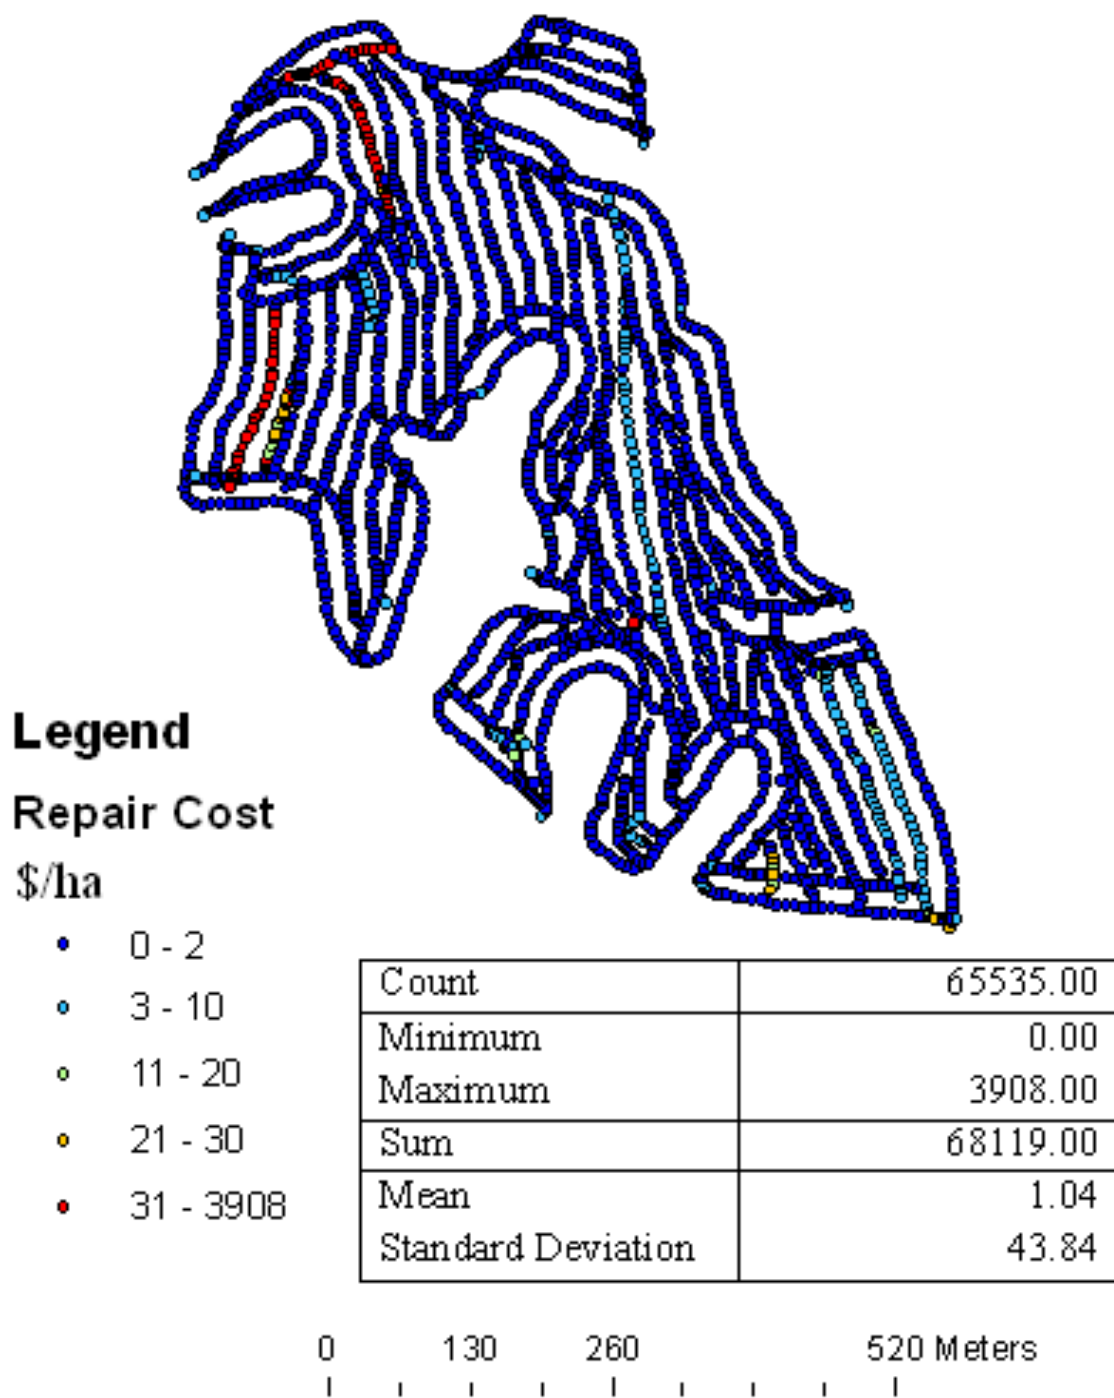 Legend
Repair Cost
$/ha
0 - 2
3 - 10
11 - 20
21 - 30
31 - 3908
Count 65535.00
Minimum 0.00
Maximum 3908.00
Sum 68119.00
Mean 1.04
Standard Deviation 43.84
0 130 260 520 Meters